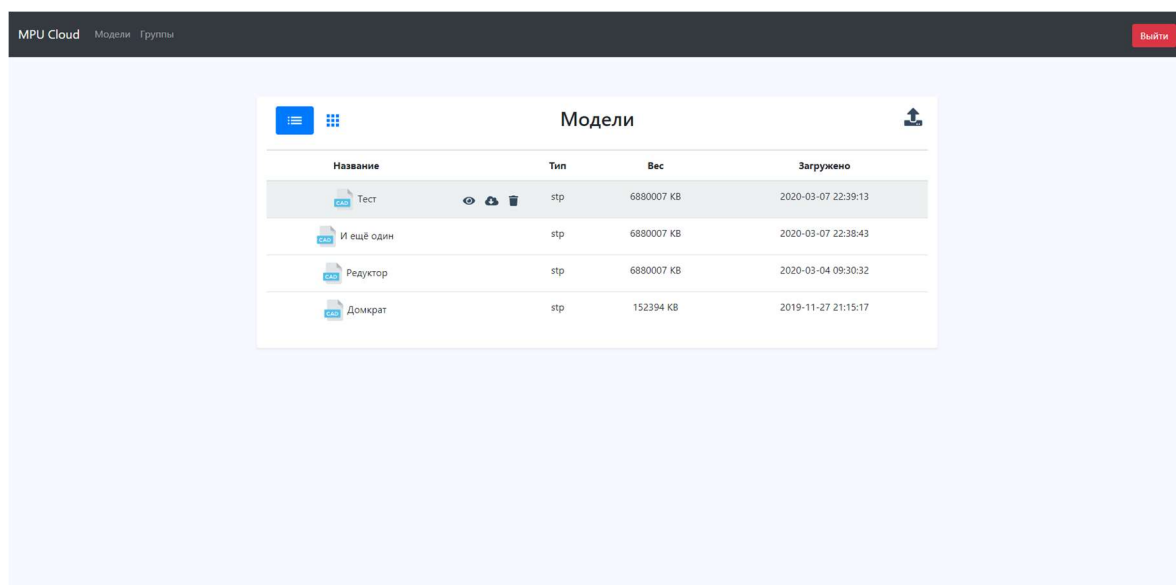 MPU Cloud Модели Группы Выйти
Модели
Название Тип Вес Загружено
CAD Тест stp 6880007 KB 2020-03-07 22:39:13
CAD И ещё один stp 6880007 KB 2020-03-07 22:38:43
CAD Редуктор stp 6880007 KB 2020-03-04 09:30:32
CAD Домкрат stp 152394 KB 2019-11-27 21:15:17